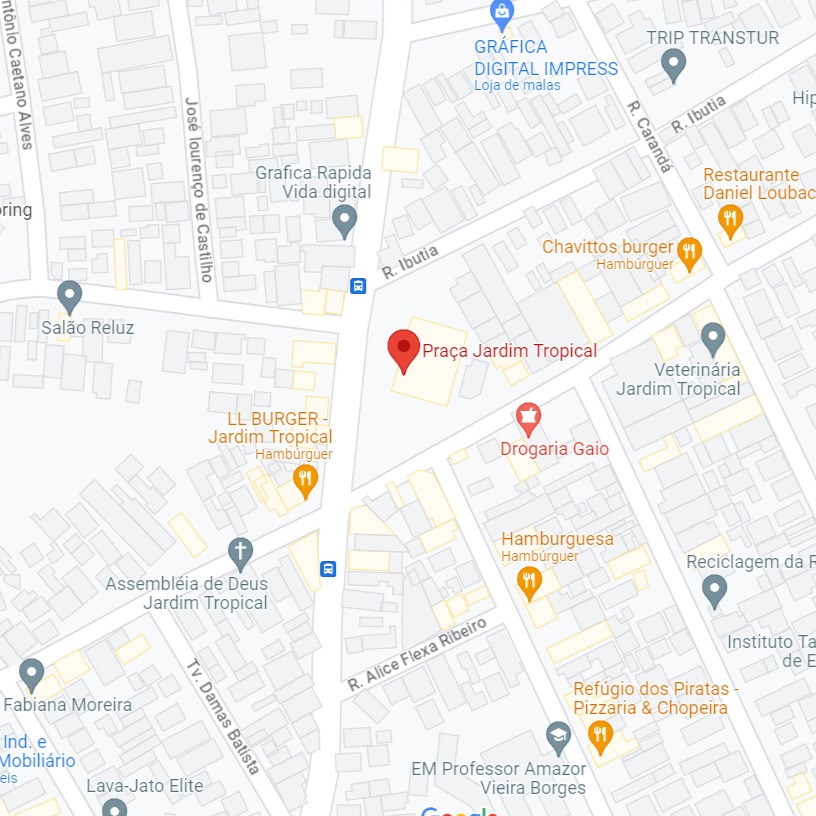 ntônio Caetano Alves
José lourenço de Castilho
GRÁFICA
DIGITAL IMPRESS
Loja de malas
TRIP TRANSTUR
Hip
R. Ibutia
R. Carandá
Grafica Rapida
Vida digital
Restaurante
Daniel Loubac
oring
R. Ibutia
Chavittos burger
Hambúrguer
Salão Reluz
Praça Jardim Tropical
Veterinária
Jardim Tropical
LL BURGER -
Jardim Tropical
Hambúrguer
Drogaria Gaio
Hamburguesa
Hambúrguer
Assembléia de Deus
Jardim Tropical
Reciclagem da R
R. Alice Flexa Ribeiro
Instituto Ta
de E
Tv. Damas Batista
Fabiana Moreira
Refúgio dos Piratas -
Pizzaria & Chopeira
Ind. e
Mobiliário
eis
EM Professor Amazor
Vieira Borges
Lava-Jato Elite
Google